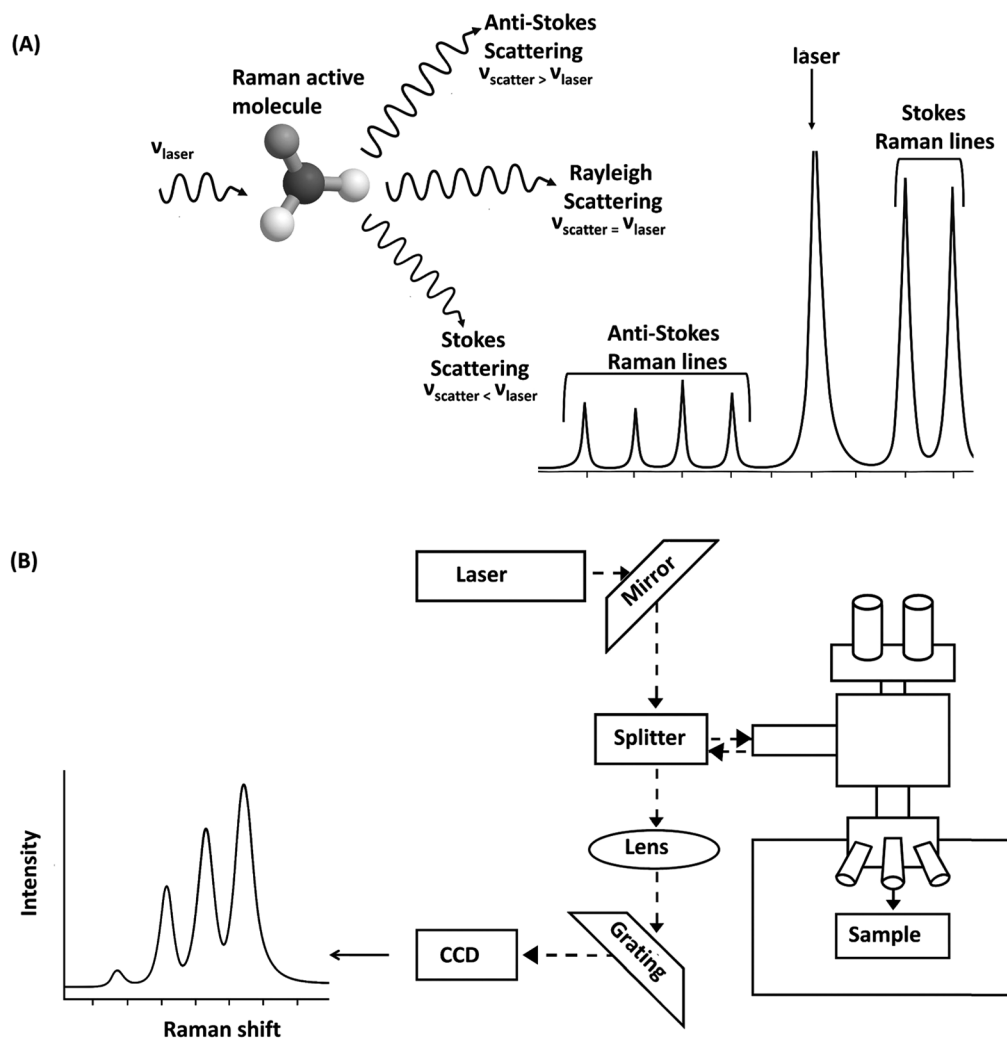 (A)
Anti-Stokes
Scattering
νscatter > νlaser
Raman active
molecule
νlaser
Rayleigh
Scattering
νscatter = νlaser
Stokes
Scattering
νscatter < νlaser
laser
Stokes
Raman lines
Anti-Stokes
Raman lines
(B)
Laser
Mirror
Splitter
Lens
Grating
CCD
Sample
Intensity
Raman shift